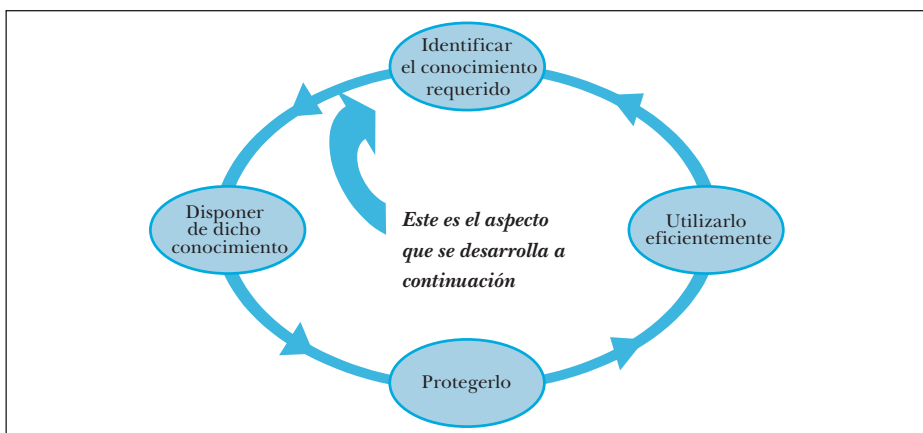 Identificar
el conocimiento
requerido
Disponer
de dicho
conocimiento
Este es el aspecto
que se desarrolla a
continuación
Utilizarlo
eficientemente
Protegerlo